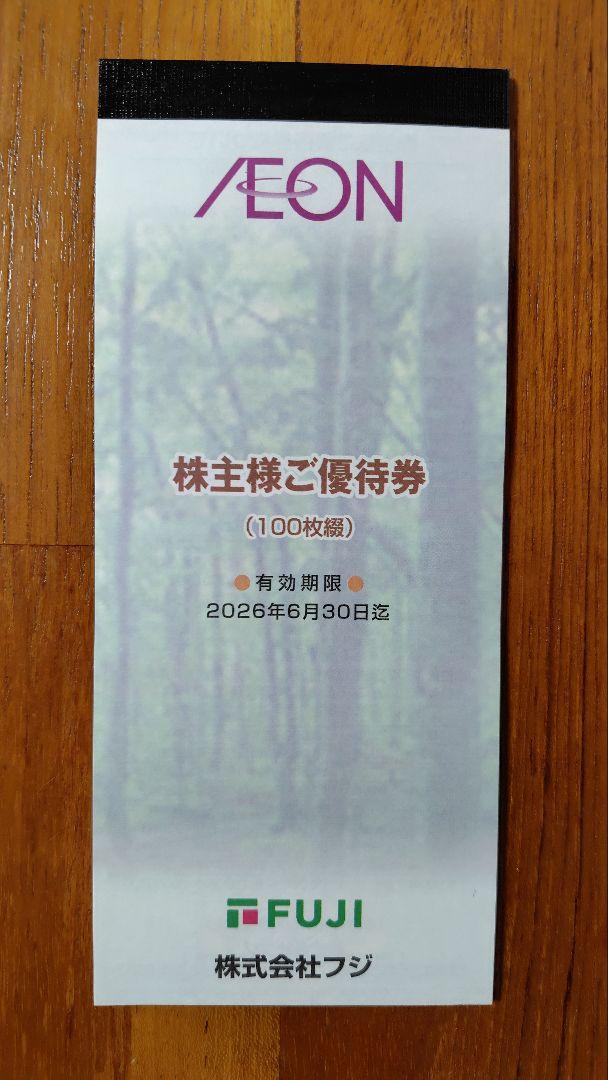 ÆON
株主様ご優待券
(100枚綴)
●有効期限●
2026年6月30日迄
FUJI
株式会社フジ